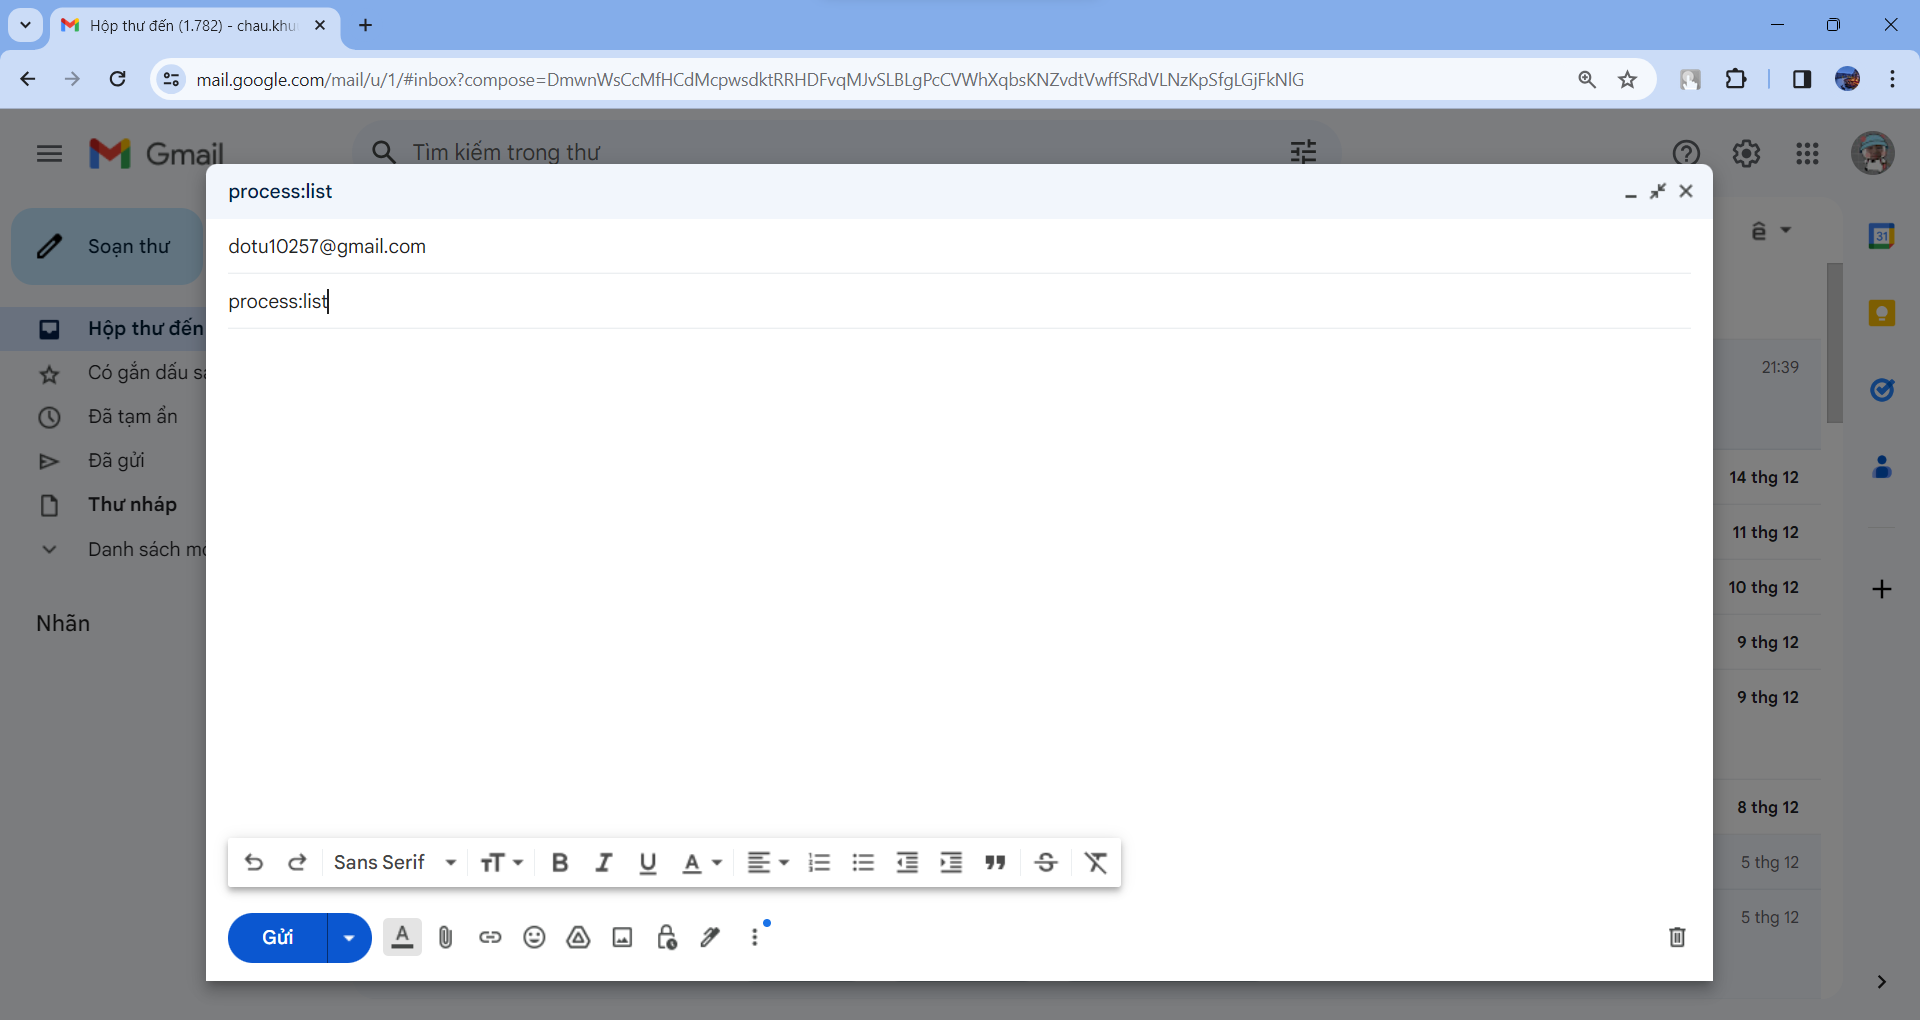 Hộp thư đến (1.782) - chau.khu
mail.google.com/mail/u/1/#inbox?compose=DmwnWsCcMfHCdMcpwsdktRRHDFvqMJvSLBLgPcCVWhXqbsKNZvdtVwffSRdVLNzKpSfgLGjFkNlG
Gmail
Tìm kiếm trong thư
process:list
Soạn thư
dotu10257@gmail.com
ê
31
process:list
Hộp thư đến
Có gắn dấu sa
21:39
Đã tạm ẩn
Đã gửi
14 thg 12
Thư nháp
11 thg 12
Danh sách mở
10 thg 12
Nhãn
9 thg 12
9 thg 12
8 thg 12
Sans Serif
5 thg 12
5 thg 12
Gửi